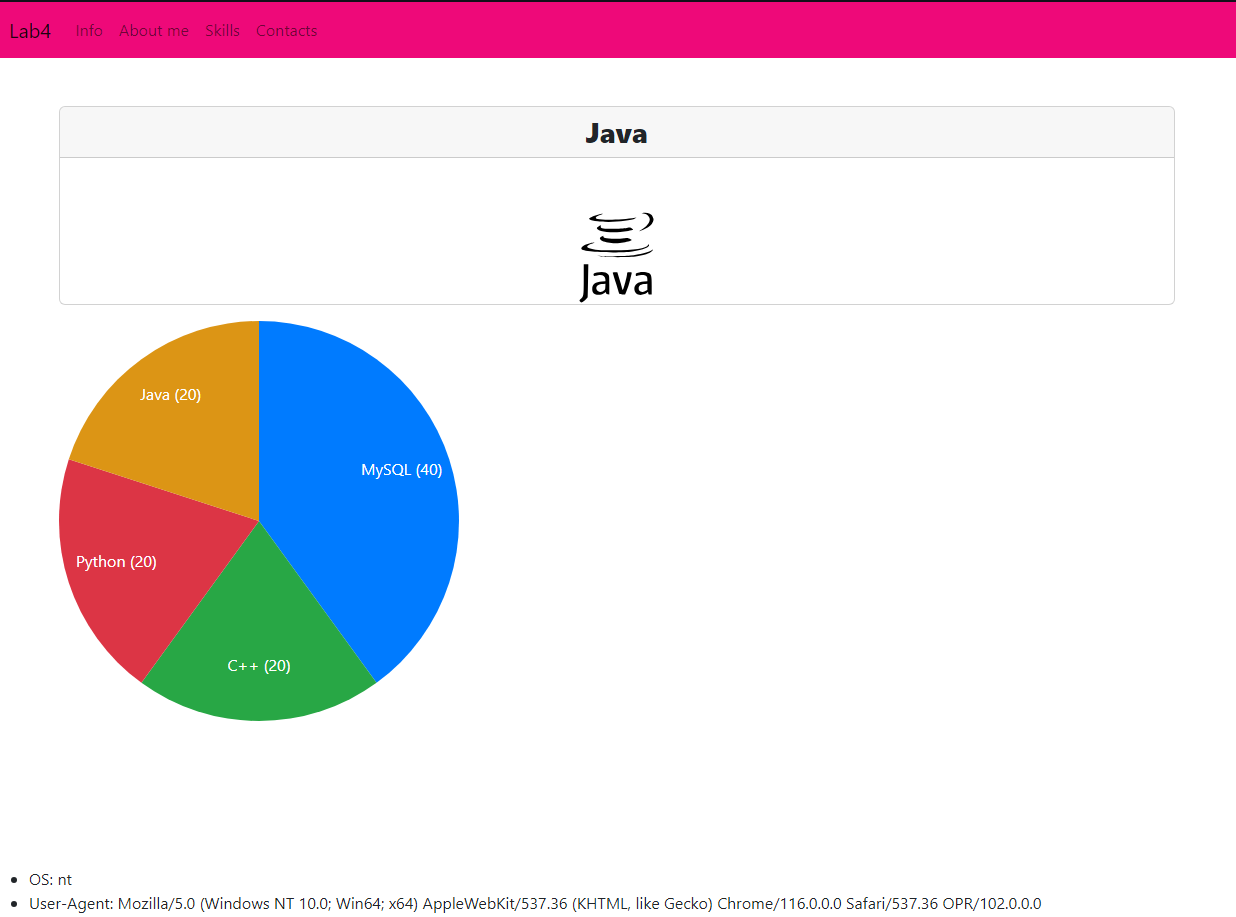 Lab4 Info About me Skills Contacts
Java
Java
Java (20)
MySQL (40)
Python (20)
C++ (20)
OS: nt
User-Agent: Mozilla/5.0 (Windows NT 10.0; Win64; x64) AppleWebKit/537.36 (KHTML, like Gecko) Chrome/116.0.0.0 Safari/537.36 OPR/102.0.0.0